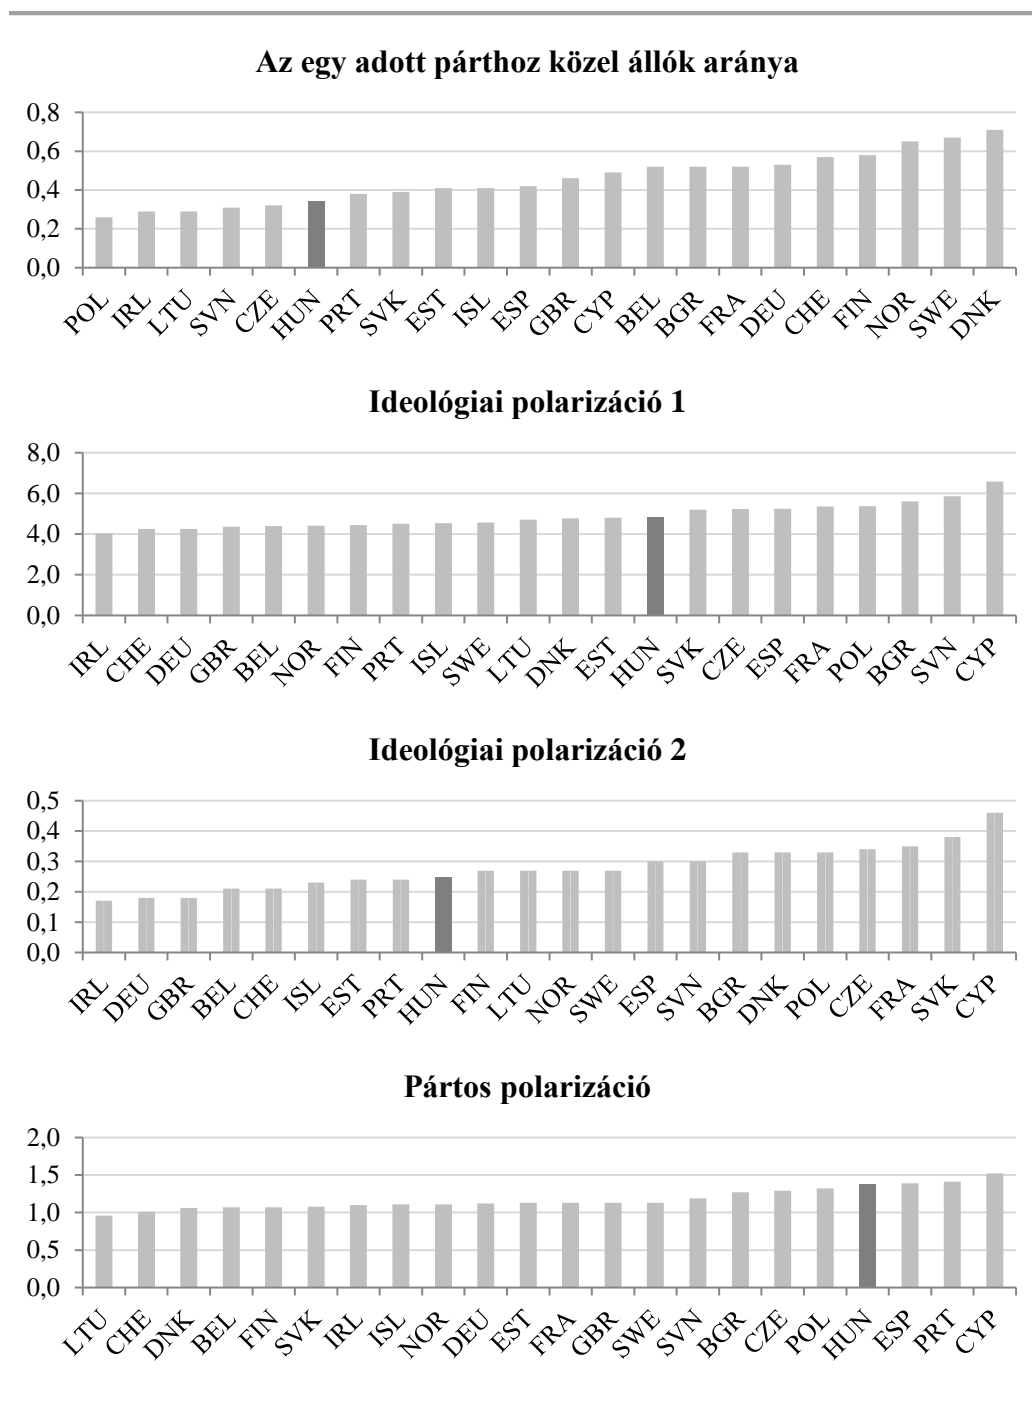 Az egy adott párthoz közel állók aránya
0,8
0,6
0,4
0,2
0,0
POL IRL LTU SVN CZE HUN PRT SVK EST ISL ESP GBR CYP BEL BGR FRA DEU CHE FIN NOR SWE DNK
Ideológiai polarizáció 1
8,0
6,0
4,0
2,0
0,0
IRL CHE DEU GBR BEL NOR FIN PRT ISL SWE LTU DNK EST HUN SVK CZE ESP FRA POL BGR SVN CYP
Ideológiai polarizáció 2
0,5
0,4
0,3
0,2
0,1
0,0
IRL DEU GBR BEL CHE ISL EST PRT HUN FIN LTU NOR SWE ESP SVN BGR DNK POL CZE FRA SVK CYP
Pártos polarizáció
2,0
1,5
1,0
0,5
0,0
LTU CHE DNK BEL FIN SVK IRL ISL NOR DEU EST FRA GBR SWE SVN BGR CZE POL HUN ESP PRT CYP